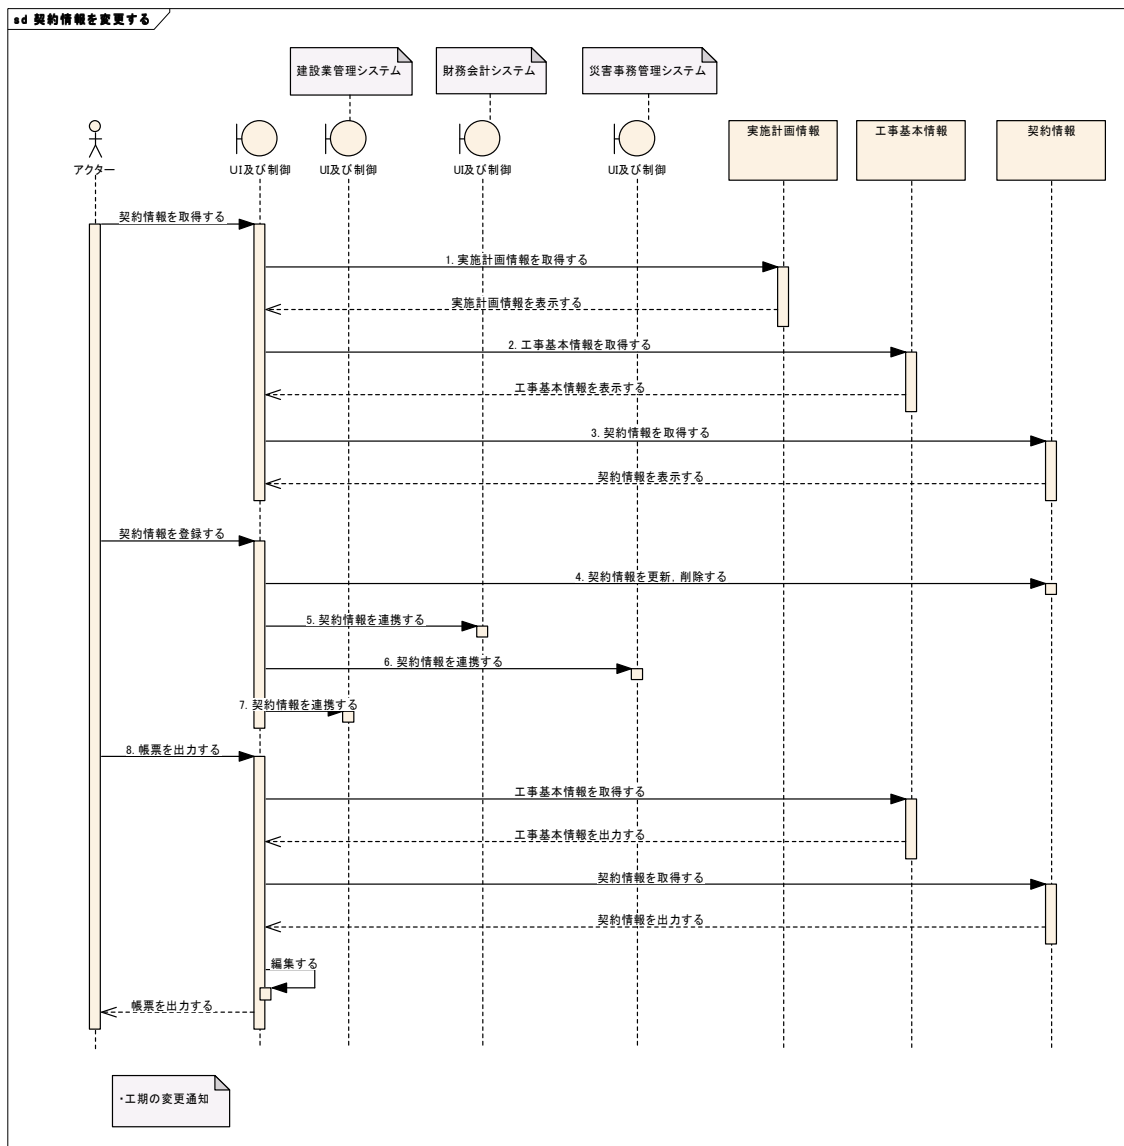 sd 契約情報を変更する
建設業管理システム
財務会計システム
災害事務管理システム
アクター
UI及び制御
UI及び制御
UI及び制御
UI及び制御
実施計画情報
工事基本情報
契約情報
契約情報を取得する
1. 実施計画情報を取得する
実施計画情報を表示する
2. 工事基本情報を取得する
工事基本情報を表示する
3. 契約情報を取得する
契約情報を表示する
契約情報を登録する
4. 契約情報を更新, 削除する
5. 契約情報を連携する
6. 契約情報を連携する
7. 契約情報を連携する
8. 帳票を出力する
工事基本情報を取得する
工事基本情報を出力する
契約情報を取得する
契約情報を出力する
編集する
帳票を出力する
・工期の変更通知